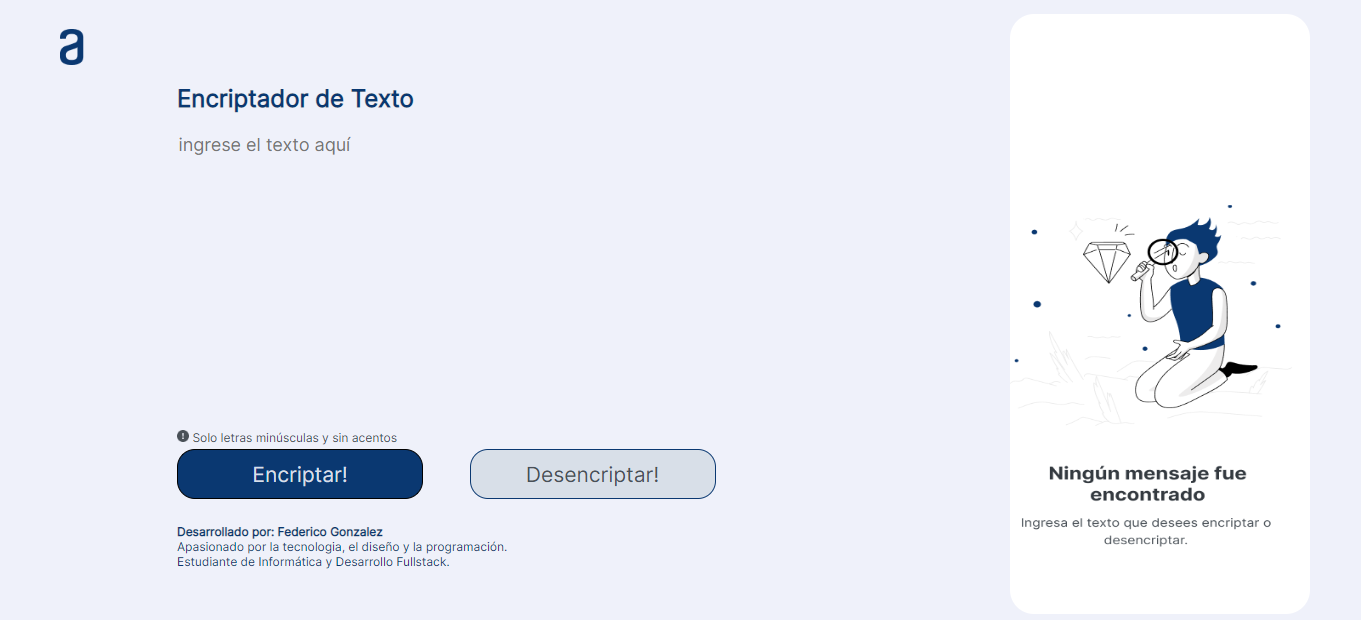 a
Encriptador de Texto
ingrese el texto aquí
Solo letras minúsculas y sin acentos
Encriptar!
Desencriptar!
Desarrollado por: Federico Gonzalez
Apasionado por la tecnologia, el diseño y la programación.
Estudiante de Informática y Desarrollo Fullstack.
Ningún mensaje fue
encontrado
Ingresa el texto que desees encriptar o
desencriptar.